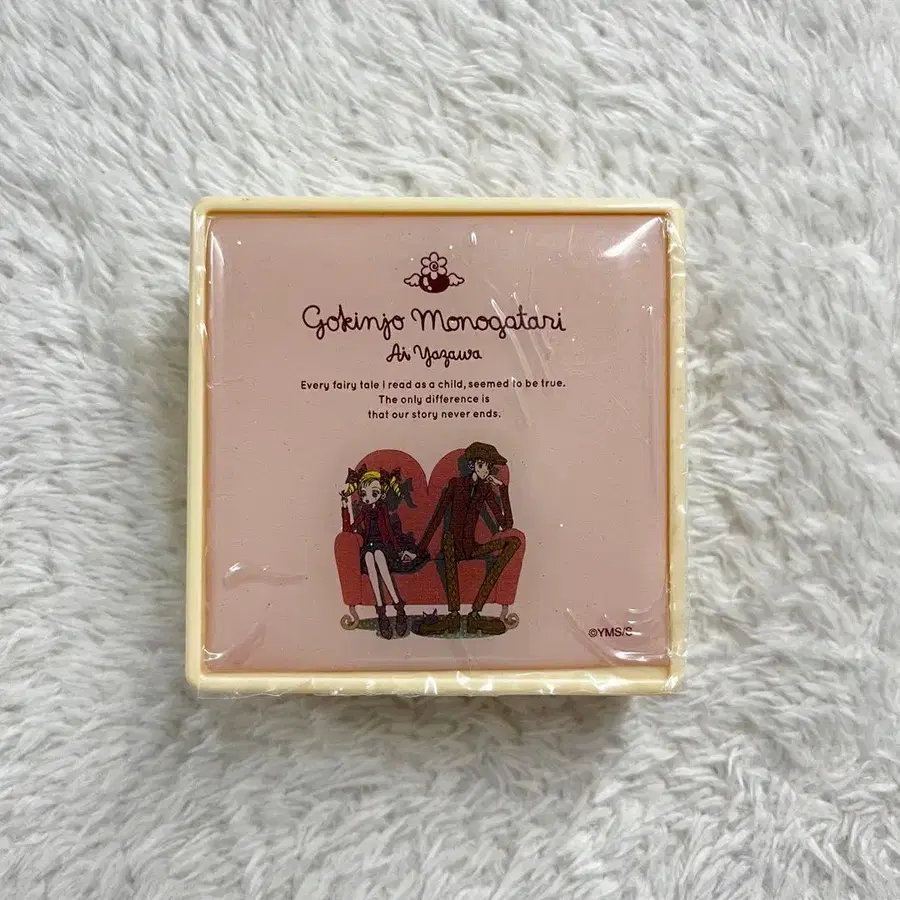 Gokinjo Monogatari
Ai Yazawa
Every fairy tale I read as a child, seemed to be true.
The only difference is
that our story never ends.
©YMS/S